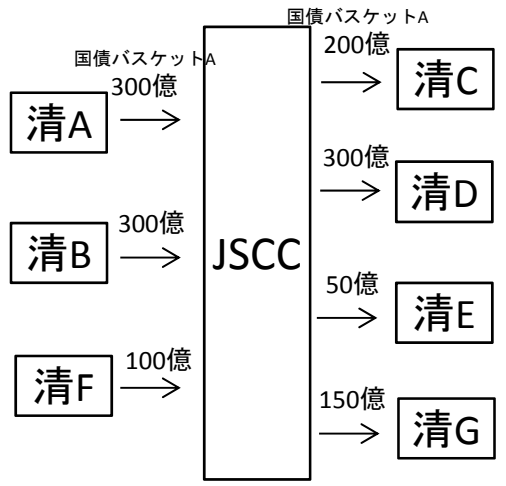 国債バスケットA
300億
清A
300億
清B
100億
清F
JSCC
国債バスケットA
200億
清C
300億
清D
50億
清E
150億
清G